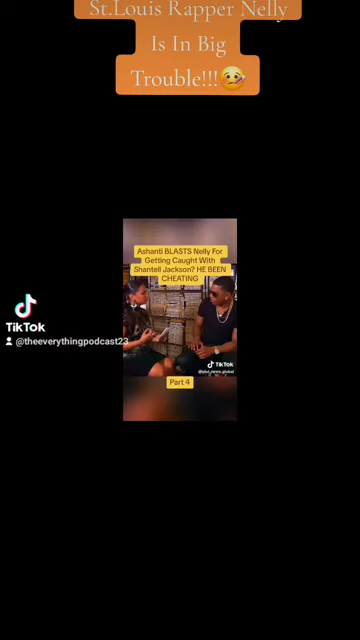 St.Louis Rapper Nelly
Is In Big
Trouble!!!🤒
Ashanti BLASTS Nelly For
Getting Caught With
Shantell Jackson? HE BEEN
CHEATING
TikTok
Part 4
TikTok
@theeverythingpodcast23